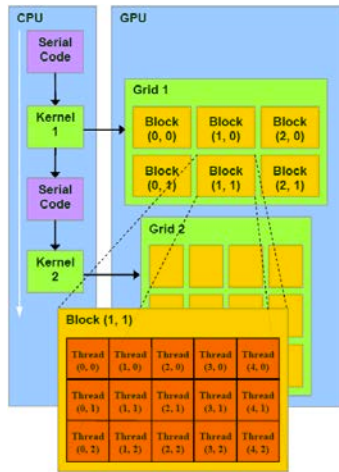 CPU
GPU
Serial
Code
Grid 1
Kernel
1
Block
(0, 0)
Block
(1, 0)
Block
(2, 0)
Block
(0, 1)
Block
(1, 1)
Block
(2, 1)
Serial
Code
Grid 2
Kernel
2
Block (1, 1)
Thread
(0, 0)
Thread
(1, 0)
Thread
(2, 0)
Thread
(3, 0)
Thread
(4, 0)
Thread
(0, 1)
Thread
(1, 1)
Thread
(2, 1)
Thread
(3, 1)
Thread
(4, 1)
Thread
(0, 2)
Thread
(1, 2)
Thread
(2, 2)
Thread
(3, 2)
Thread
(4, 2)